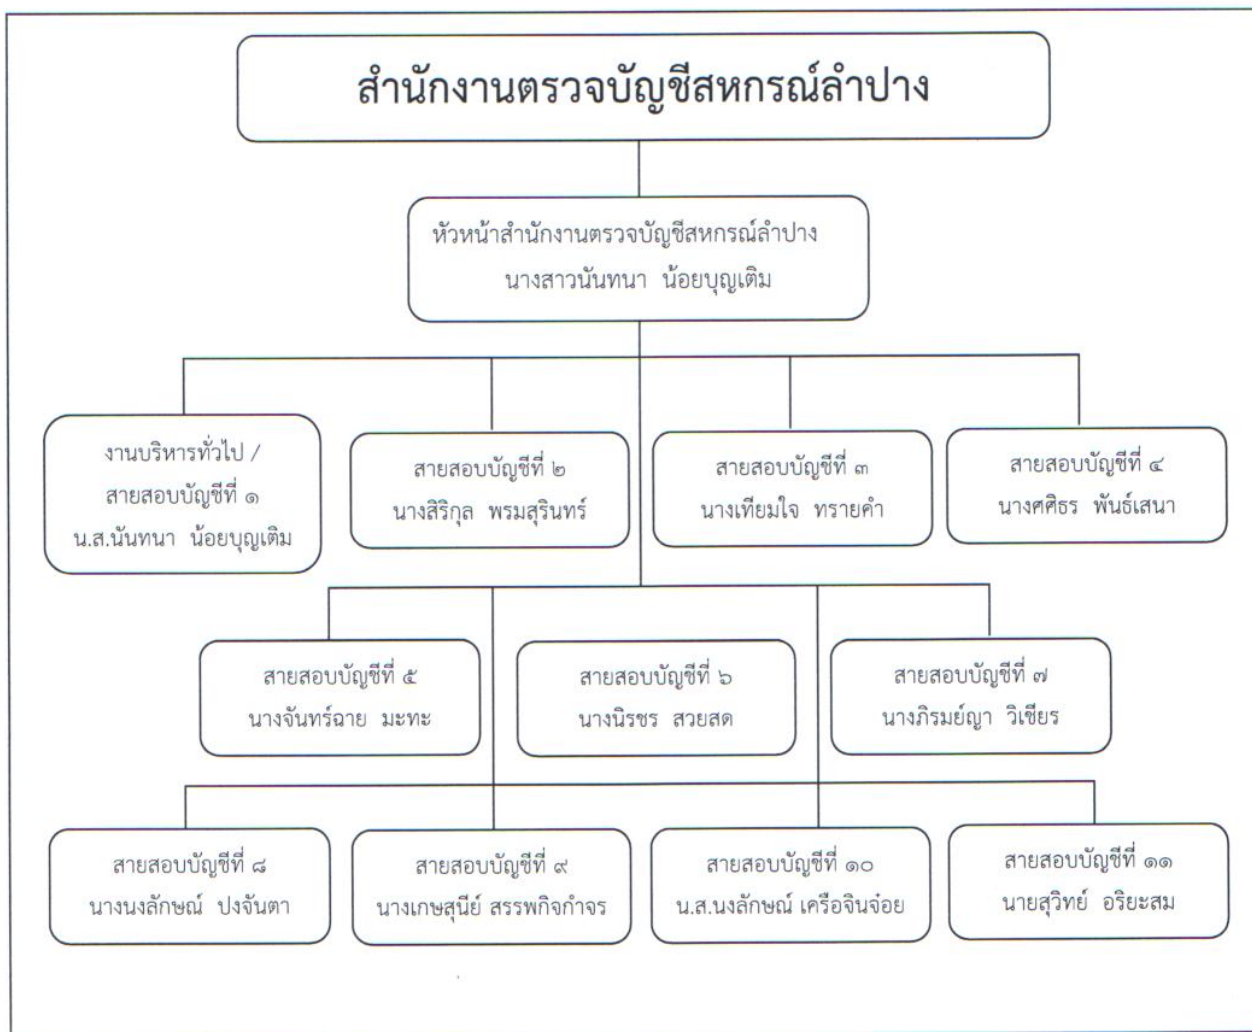 สำนักงานตรวจบัญชีสหกรณ์ลำปาง
หัวหน้าสำนักงานตรวจบัญชีสหกรณ์ลำปาง
นางสาวนันทนา น้อยบุญเติม
งานบริหารทั่วไป /
สายสอบบัญชีที่ ๑
น.ส.นันทนา น้อยบุญเติม
สายสอบบัญชีที่ ๒
นางสิริกุล พรมสุรินทร์
สายสอบบัญชีที่ ๓
นางเทียมใจ ทรายคำ
สายสอบบัญชีที่ ๔
นางศศิธร พันธ์เสนา
สายสอบบัญชีที่ ๕
นางจันทร์ฉาย มะทะ
สายสอบบัญชีที่ ๖
นางนิรชร สวยสด
สายสอบบัญชีที่ ๗
นางภิรมย์ญา วิเชียร
สายสอบบัญชีที่ ๘
นางนงลักษณ์ ปงจันตา
สายสอบบัญชีที่ ๙
นางเกษสุนีย์ สรรพกิจกำจร
สายสอบบัญชีที่ ๑๐
น.ส.นงลักษณ์ เครือจินจ๋อย
สายสอบบัญชีที่ ๑๑
นายสุวิทย์ อริยะสม